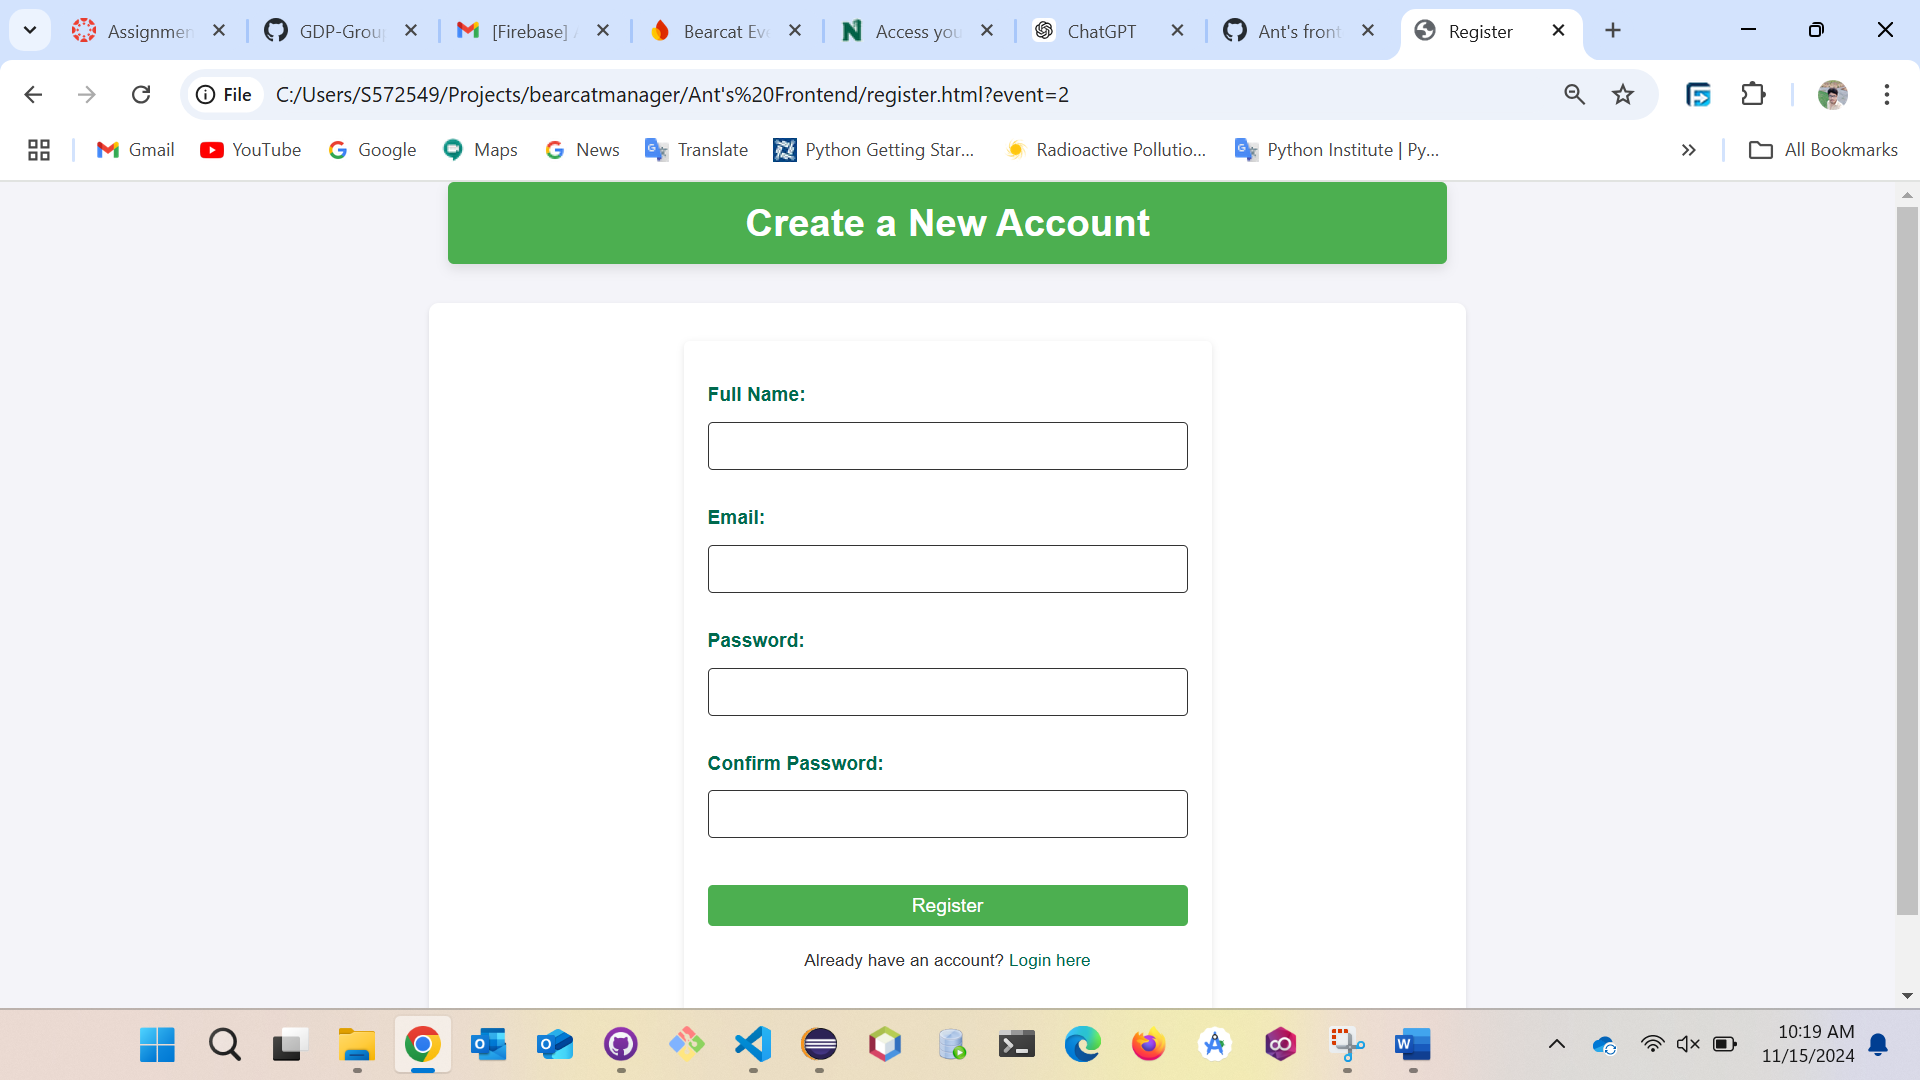 Assignmen
GDP-Grou
[Firebase] A
Bearcat Eve
Access you
ChatGPT
Ant's front
Register
File
C:/Users/S572549/Projects/bearcatmanager/Ant's%20Frontend/register.html?event=2
Gmail
YouTube
Google
Maps
News
Translate
Python Getting Star...
Radioactive Pollutio...
Python Institute | Py...
All Bookmarks
Create a New Account
Full Name:
Email:
Password:
Confirm Password:
Register
Already have an account? Login here
10:19 AM
11/15/2024